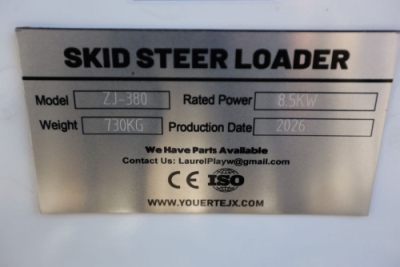 SKID STEER LOADER
Model ZJ-380 Rated Power 8.5KW
Weight 730KG Production Date 2026
We Have Parts Available
Contact Us: LaurelPlayw@gmail.com
CE ISO
WWW.YOUERTEJX.COM